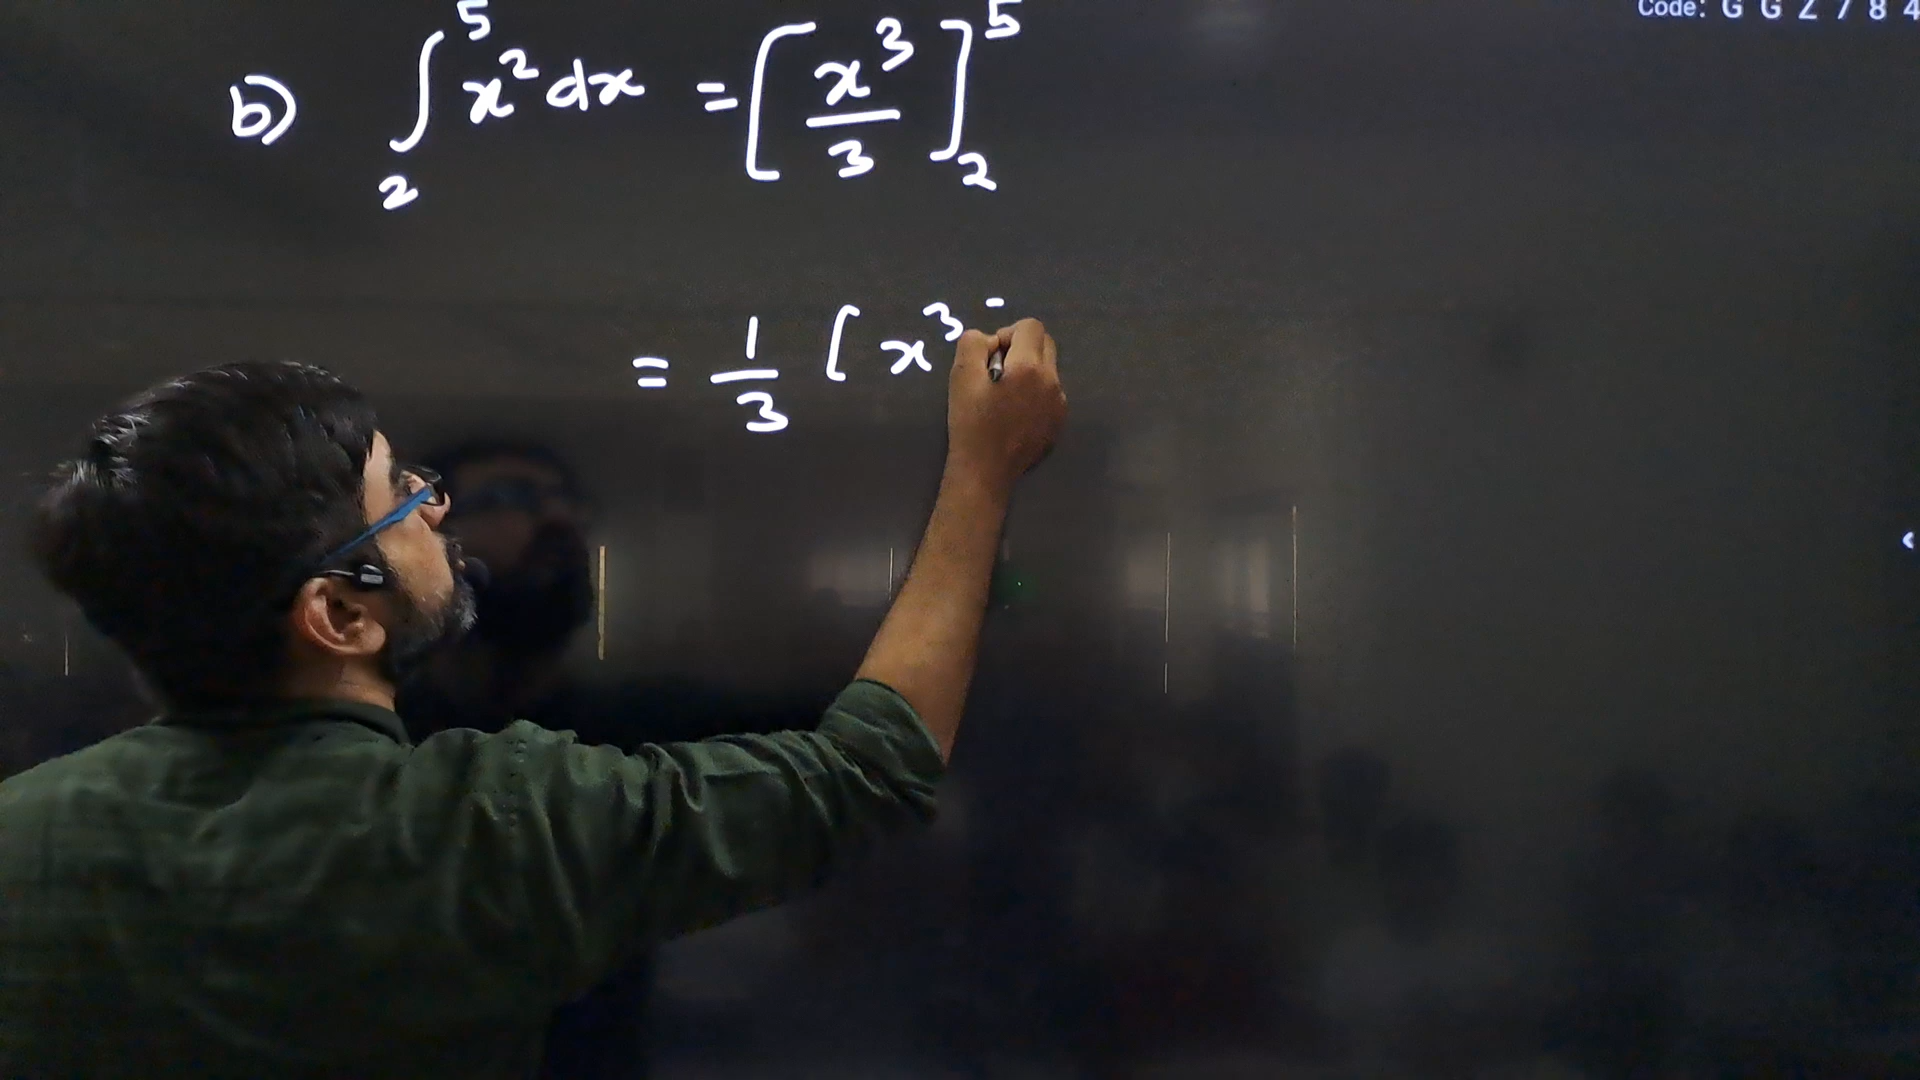 Code: G G Z 7 8 4
b) ∫₂⁵ x² dx = [x³/3]₂⁵
= 1/3 [x³